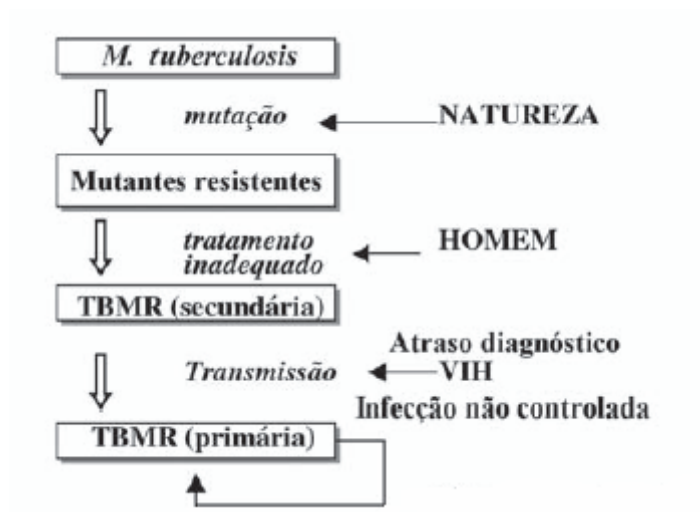 M. tuberculosis
mutação
NATUREZA
Mutantes resistentes
tratamento
inadequado
HOMEM
TBMR (secundária)
Atraso diagnóstico
Transmissão
VIH
Infecção não controlada
TBMR (primária)